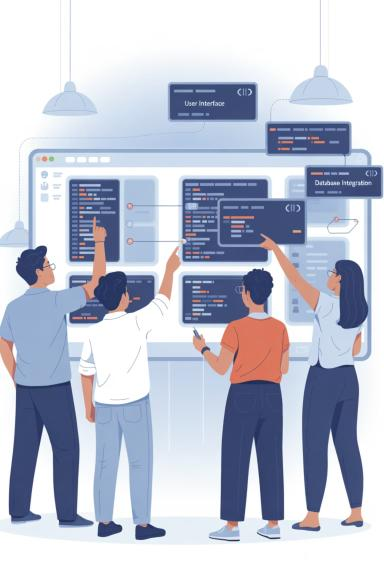 User Interface
Database Integration